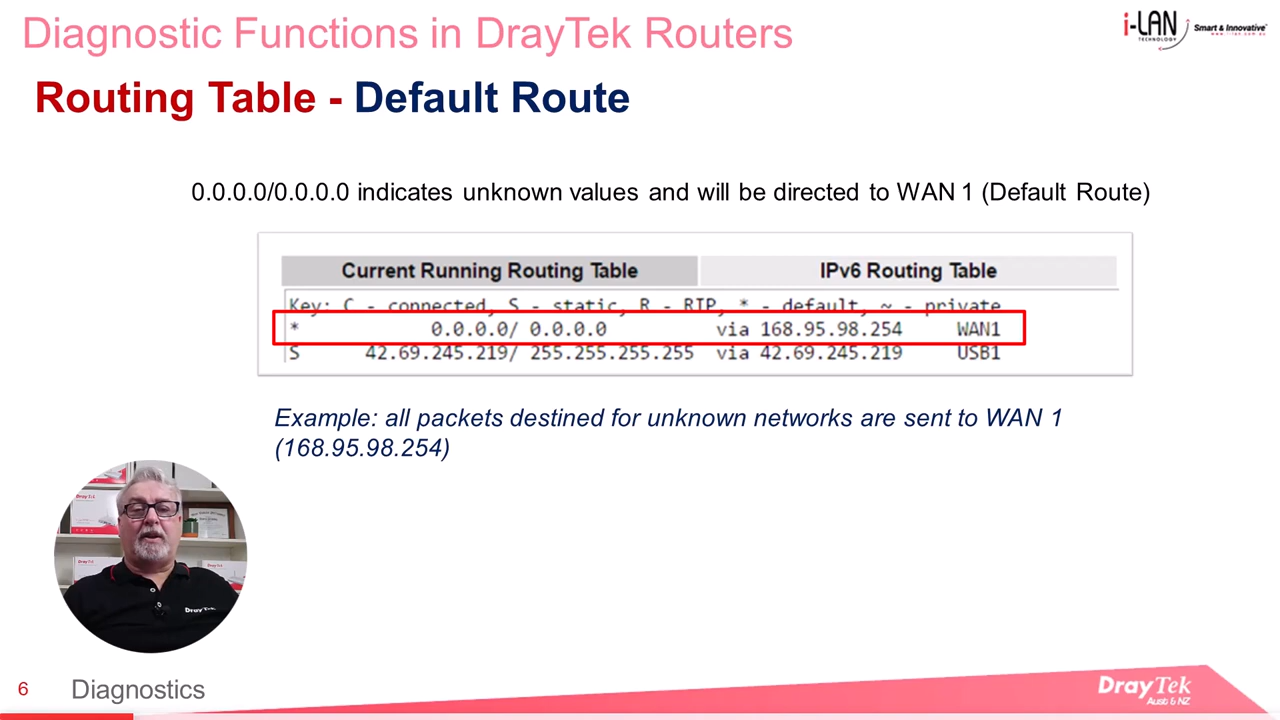 Diagnostic Functions in DrayTek Routers
i-LAN
TECHNOLOGY
Smart & Innovative
Routing Table - Default Route
0.0.0.0/0.0.0.0 indicates unknown values and will be directed to WAN 1 (Default Route)
Current Running Routing Table IPv6 Routing Table
Key: C - connected, S - static, R - RIP, * - default, ~ - private
* 0.0.0.0/ 0.0.0.0 via 168.95.98.254 WAN1
S 42.69.245.219/ 255.255.255.255 via 42.69.245.219 USB1
Example: all packets destined for unknown networks are sent to WAN 1
(168.95.98.254)
DrayTek
6 Diagnostics
DrayTek
Aust & NZ